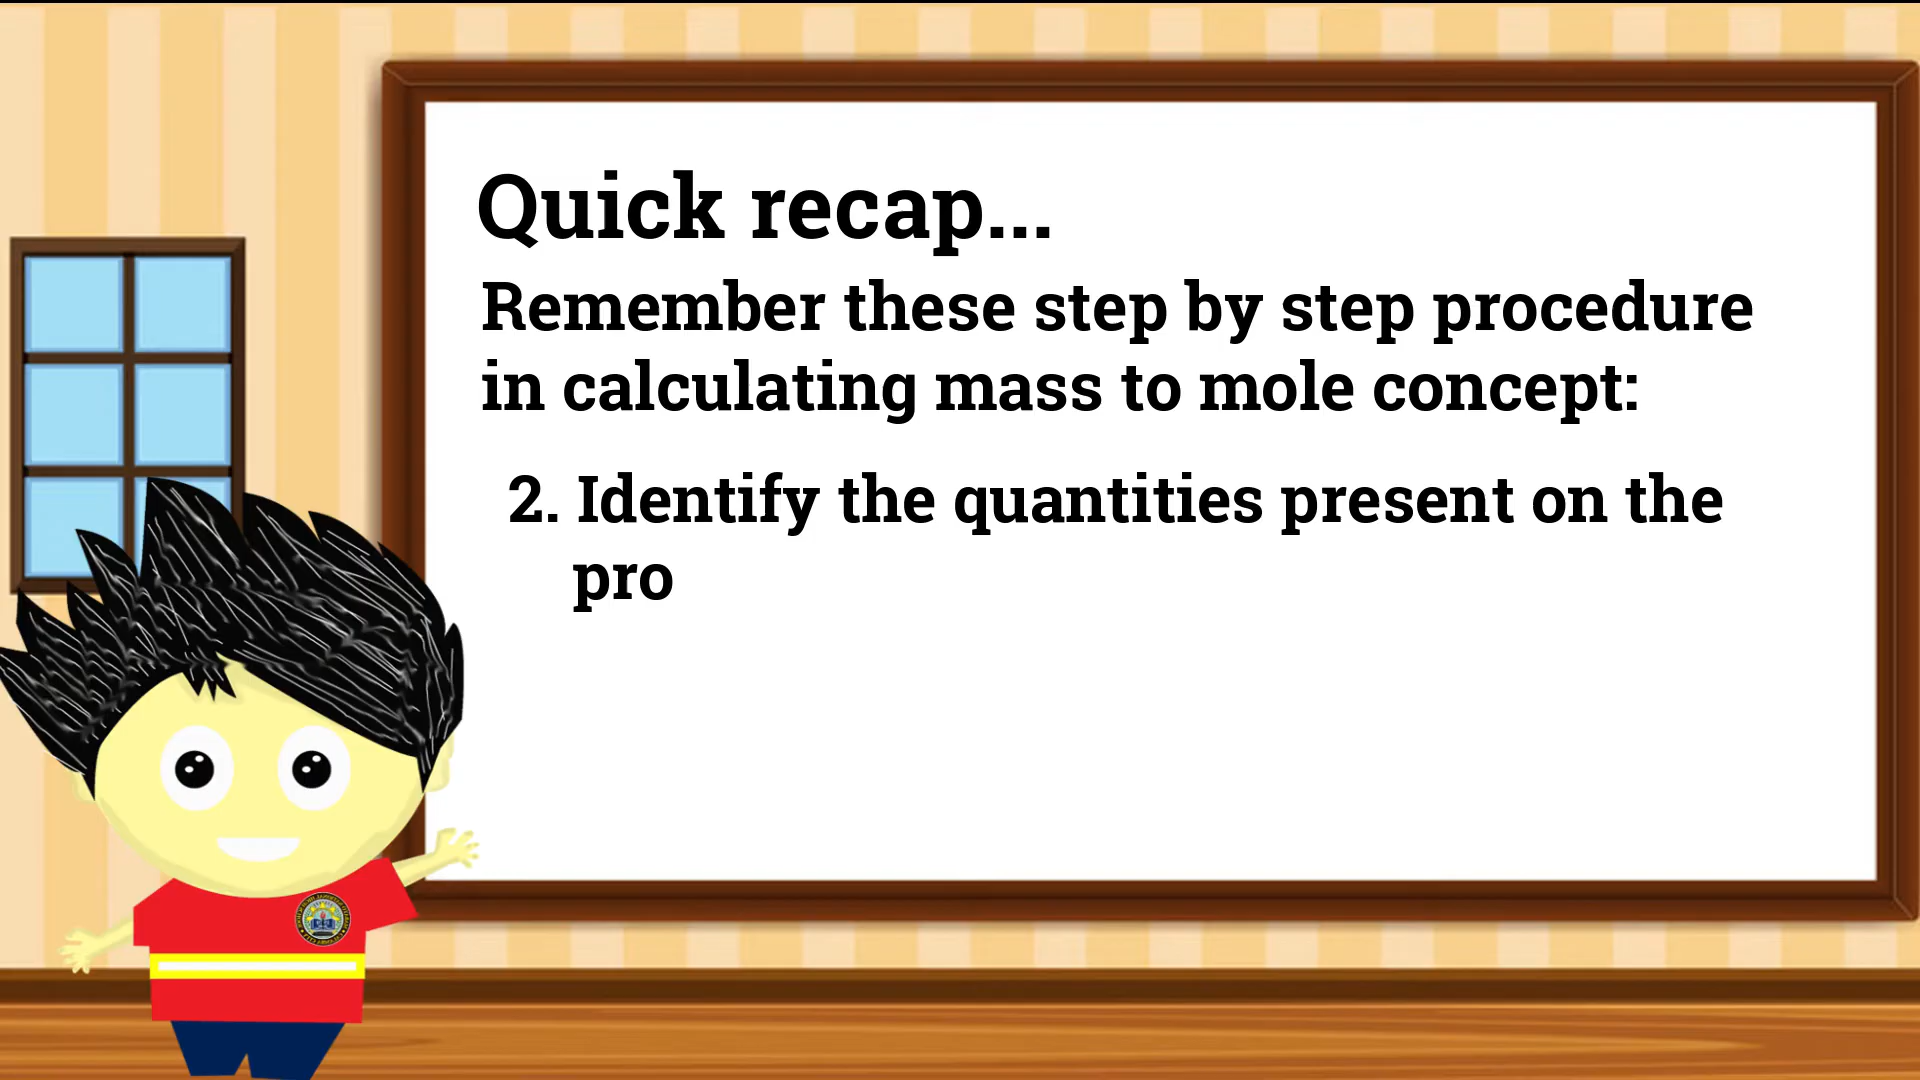 Quick recap...
Remember these step by step procedure
in calculating mass to mole concept:
2. Identify the quantities present on the
pro